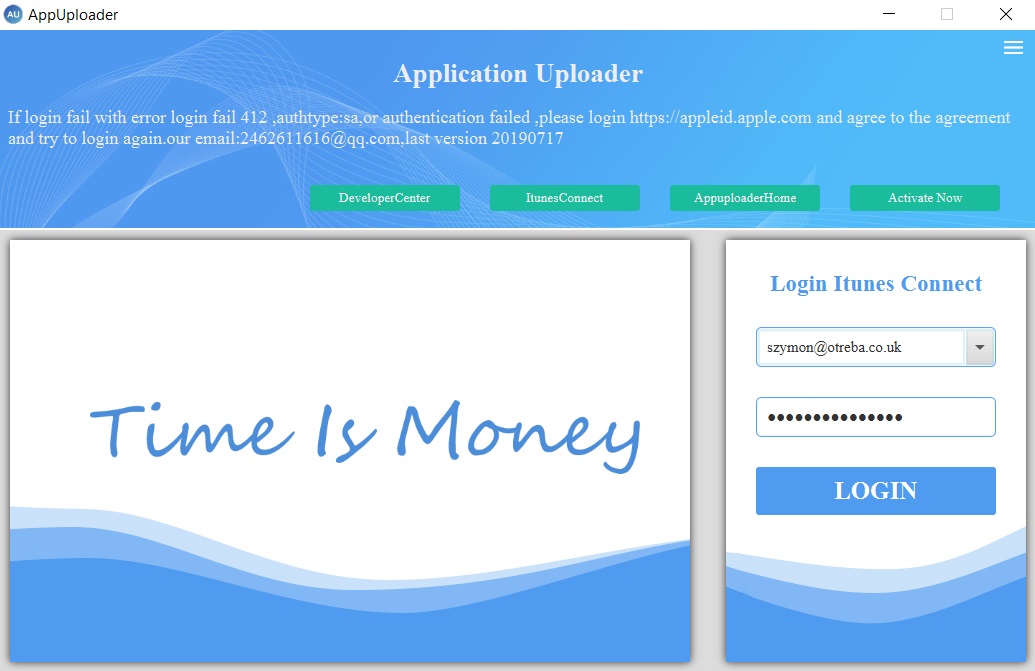 AU AppUploader
Application Uploader
If login fail with error login fail 412 ,authtype:sa,or authentication failed ,please login https://appleid.apple.com and agree to the agreement
and try to login again.our email:2462611616@qq.com,last version 20190717
DeveloperCenter
ItunesConnect
AppuploaderHome
Activate Now
Time Is Money
Login Itunes Connect
szymon@otreba.co.uk
LOGIN